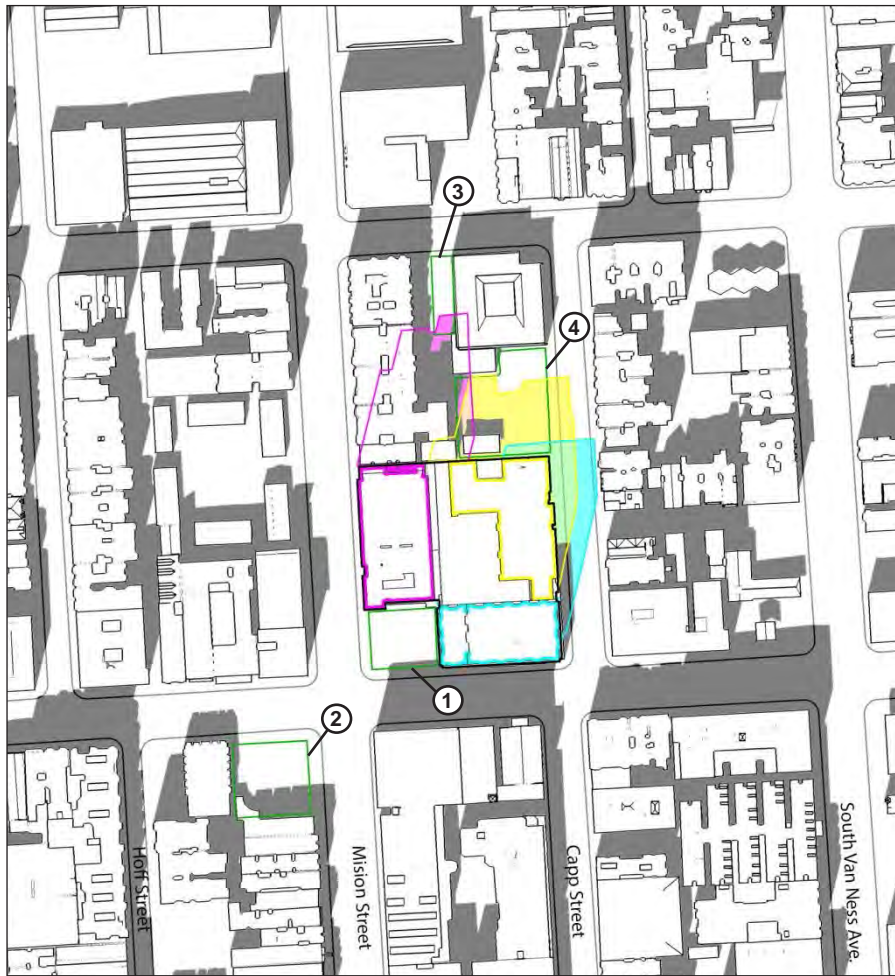 3
4
1
2
Hoff Street
Mision Street
Capp Street
South Van Ness Ave.